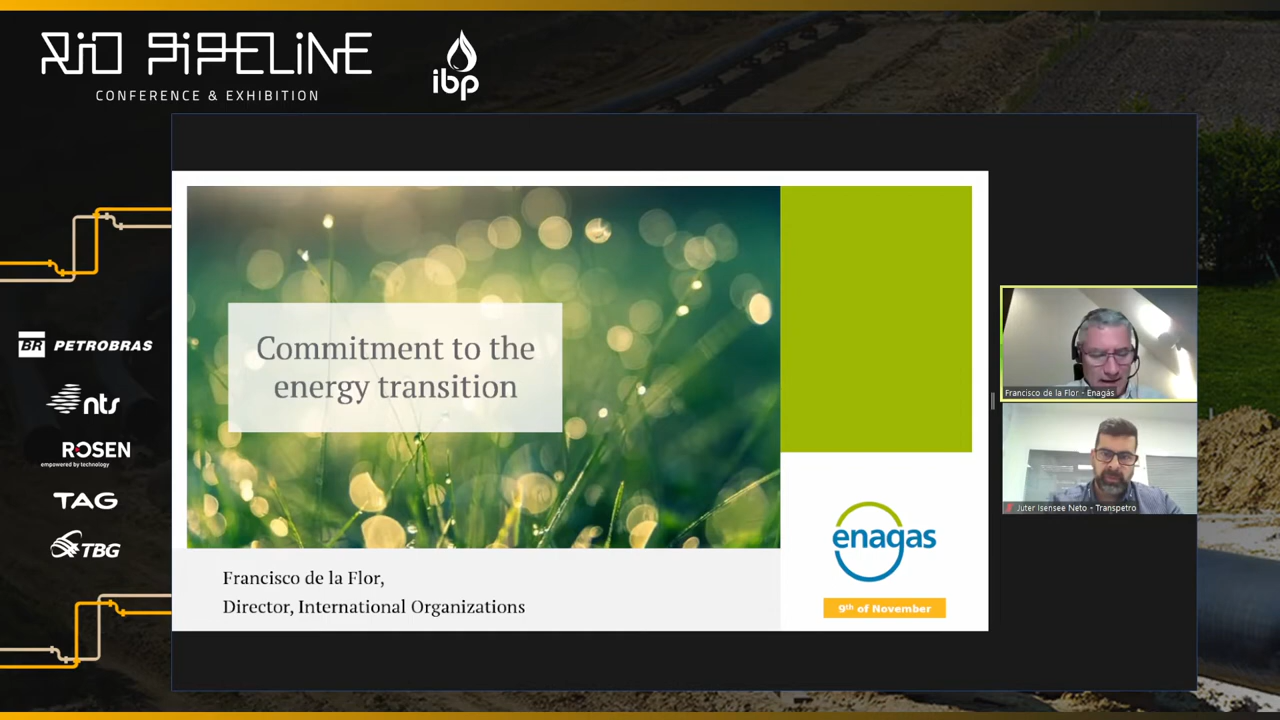 RIO PIPELINE
CONFERENCE & EXHIBITION
ibp
BR PETROBRAS
nts
ROSEN
empowered by technology
TAG
TBG
Commitment to the
energy transition
Francisco de la Flor,
Director, International Organizations
enagas
9th of November
Francisco de la Flor - Enagás
Juter Isensee Neto - Transpetro